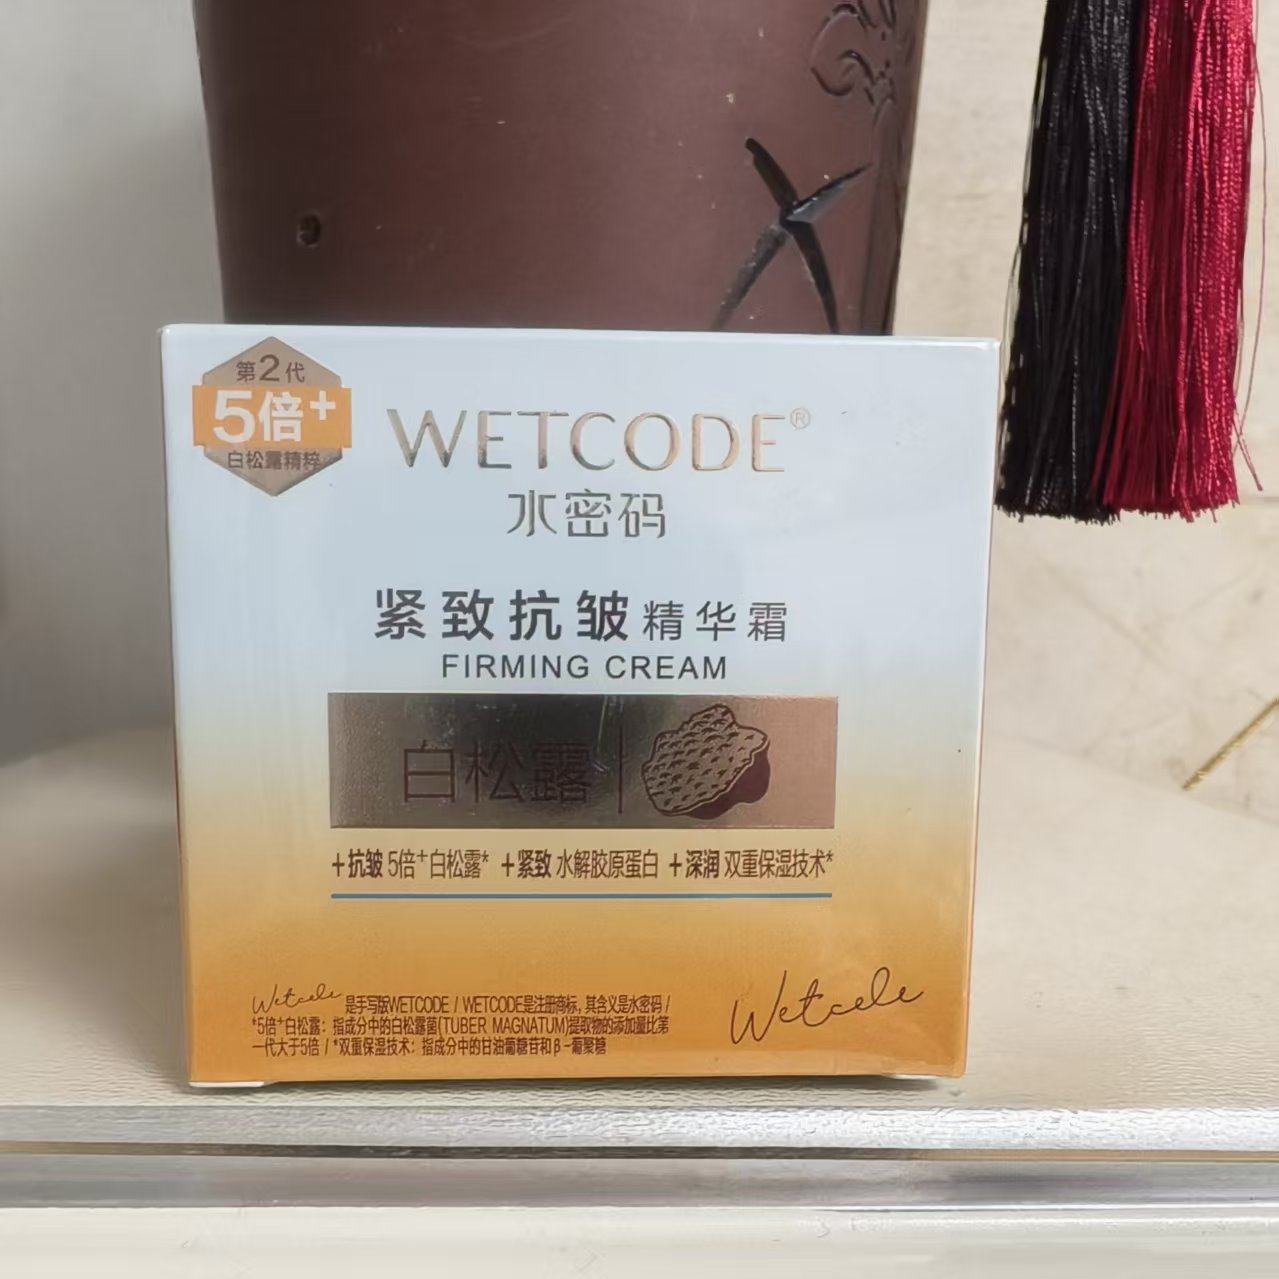 第2代
5倍+
白松露精粹
WETCODE®
水密码
紧致抗皱精华霜
FIRMING CREAM
白松露
+抗皱 5倍+白松露* +紧致 水解胶原蛋白 +深润 双重保湿技术*
Wetcode 是手写版WETCODE / WETCODE是注册商标，其含义是水密码 /
*5倍+白松露：指成分中的白松露菌(TUBER MAGNATUM)提取物的添加量比第
一代大于5倍 / *双重保湿技术：指成分中的甘油葡糖苷和β-葡聚糖
Wetcode